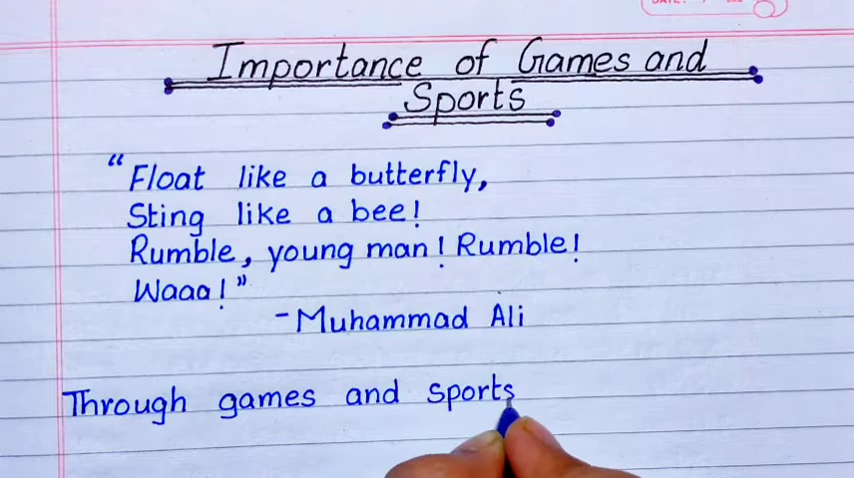 Importance of Games and
Sports
“Float like a butterfly,
Sting like a bee!
Rumble, young man! Rumble!
Waaa!”
-Muhammad Ali
Through games and sports